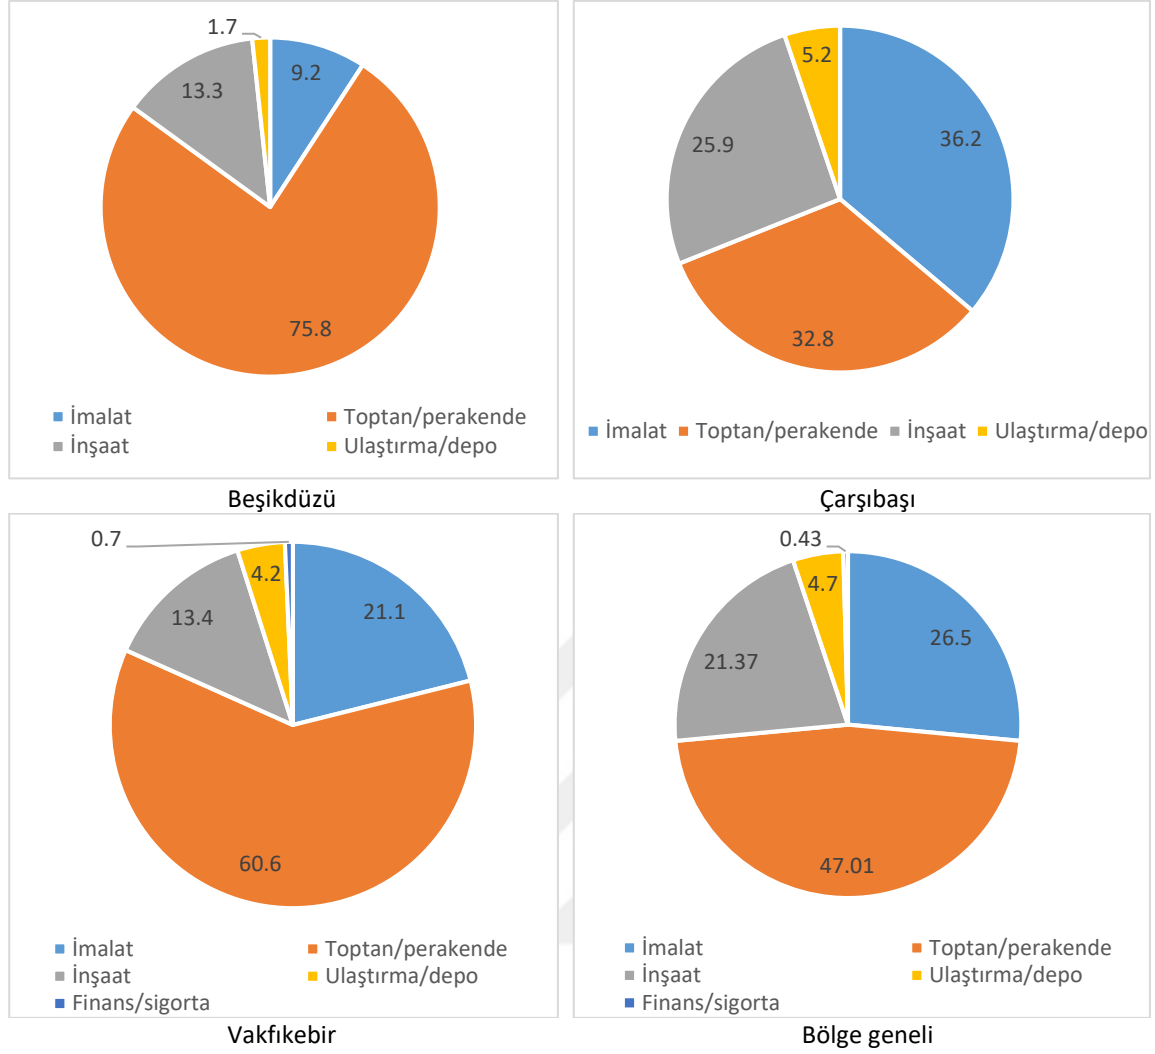 1.7
9.2
13.3
75.8
İmalat Toptan/perakende
İnşaat Ulaştırma/depo
Beşikdüzü
5.2
36.2
25.9
32.8
İmalat Toptan/perakende İnşaat Ulaştırma/depo
Çarşıbaşı
0.7
4.2
21.1
13.4
60.6
İmalat Toptan/perakende
İnşaat Ulaştırma/depo
Finans/sigorta
Vakfıkebir
0.43
4.7
26.5
21.37
47.01
İmalat Toptan/perakende
İnşaat Ulaştırma/depo
Finans/sigorta
Bölge geneli